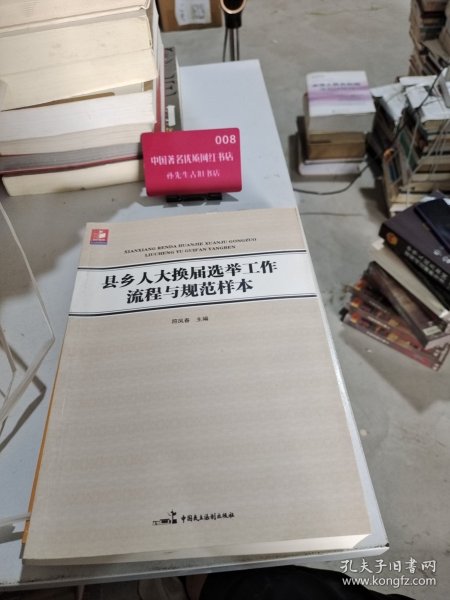 008
中国著名优质网红书店
孙先生古旧书店
XIANXIANG RENDA HUANJIE XUANJU GONGZUO
LIUCHENG YU GUIFAN YANGBEN
县乡人大换届选举工作
流程与规范样本
主编
中国民主法制出版社
孔夫子旧书网
www.kongfz.com